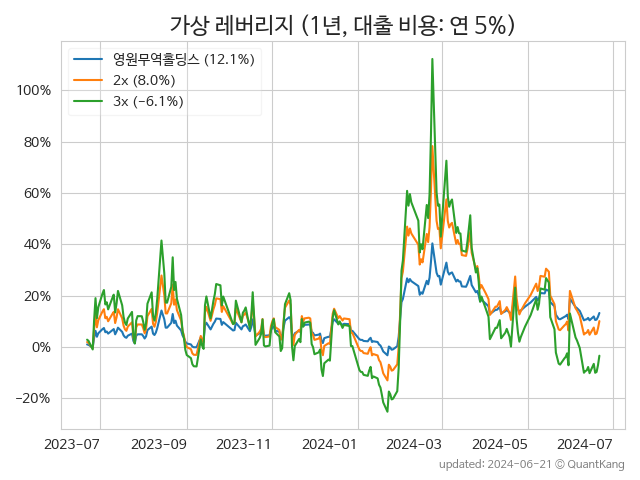 가상 레버리지 (1년, 대출 비용: 연 5%)
영원무역홀딩스 (12.1%)
2x (8.0%)
3x (-6.1%)
100%
80%
60%
40%
20%
0%
−20%
2023-07
2023-09
2023-11
2024-01
2024-03
2024-05
2024-07
updated: 2024-06-21 © QuantKang